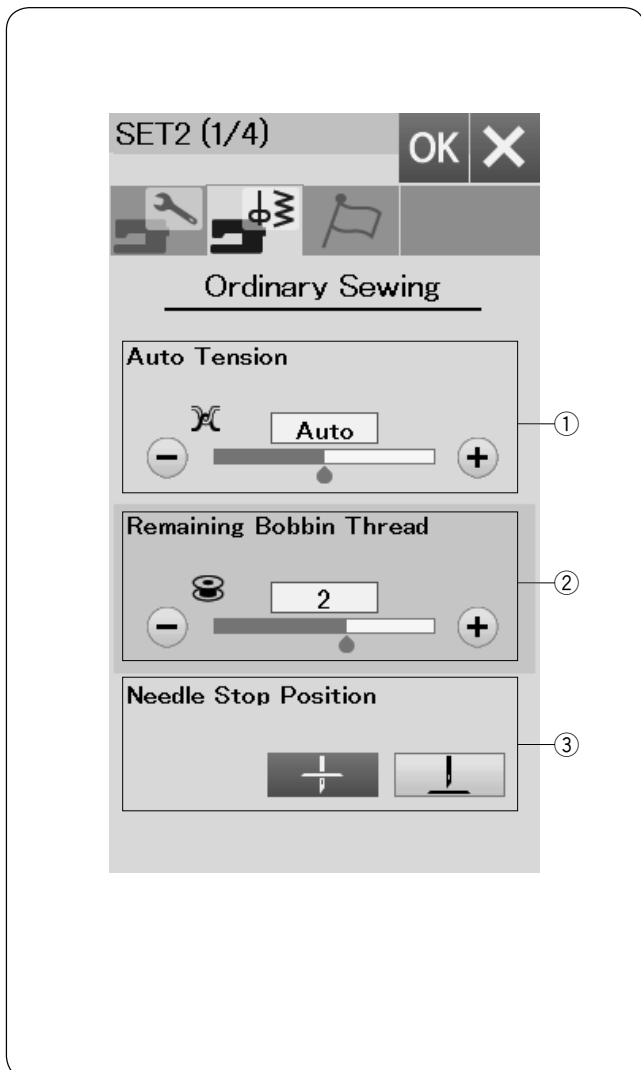 SET2 (1/4)
OK
Ordinary Sewing
Auto Tension
Auto
①
Remaining Bobbin Thread
2
②
Needle Stop Position
③